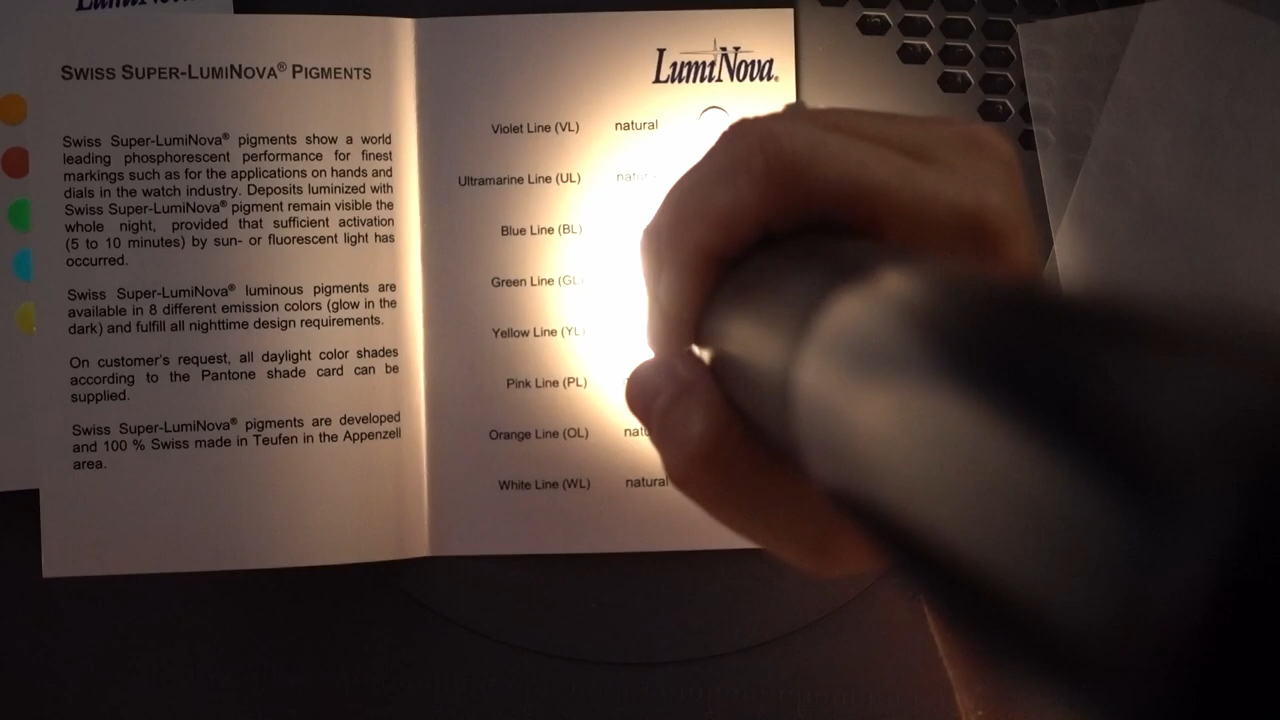 LumiNova
SWISS SUPER-LUMINOVA® PIGMENTS
Swiss Super-LumiNova® pigments show a world
leading phosphorescent performance for finest
markings such as for the applications on hands and
dials in the watch industry. Deposits luminized with
Swiss Super-LumiNova® pigment remain visible the
whole night, provided that sufficient activation
(5 to 10 minutes) by sun- or fluorescent light has
occurred.
Swiss Super-LumiNova® luminous pigments are
available in 8 different emission colors (glow in the
dark) and fulfill all nighttime design requirements.
On customer's request, all daylight color shades
according to the Pantone shade card can be
supplied.
Swiss Super-LumiNova® pigments are developed
and 100 % Swiss made in Teufen in the Appenzell
area.
LumiNova®
Violet Line (VL) natural
Ultramarine Line (UL) natur
Blue Line (BL)
Green Line (GL)
Yellow Line (YL)
Pink Line (PL)
Orange Line (OL) natu
White Line (WL) natural